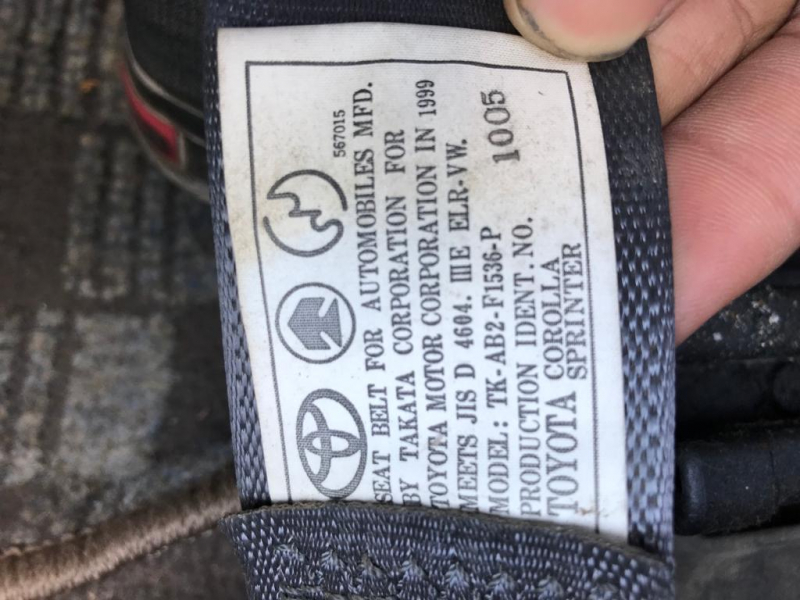 567015
SEAT BELT FOR AUTOMOBILES MFD.
BY TAKATA CORPORATION FOR
TOYOTA MOTOR CORPORATION IN 1999
MEETS JIS D 4604. ⅢE ELR-VW.
MODEL: TK-AB2-F1536-P
PRODUCTION IDENT. NO. 1005
TOYOTA COROLLA
SPRINTER